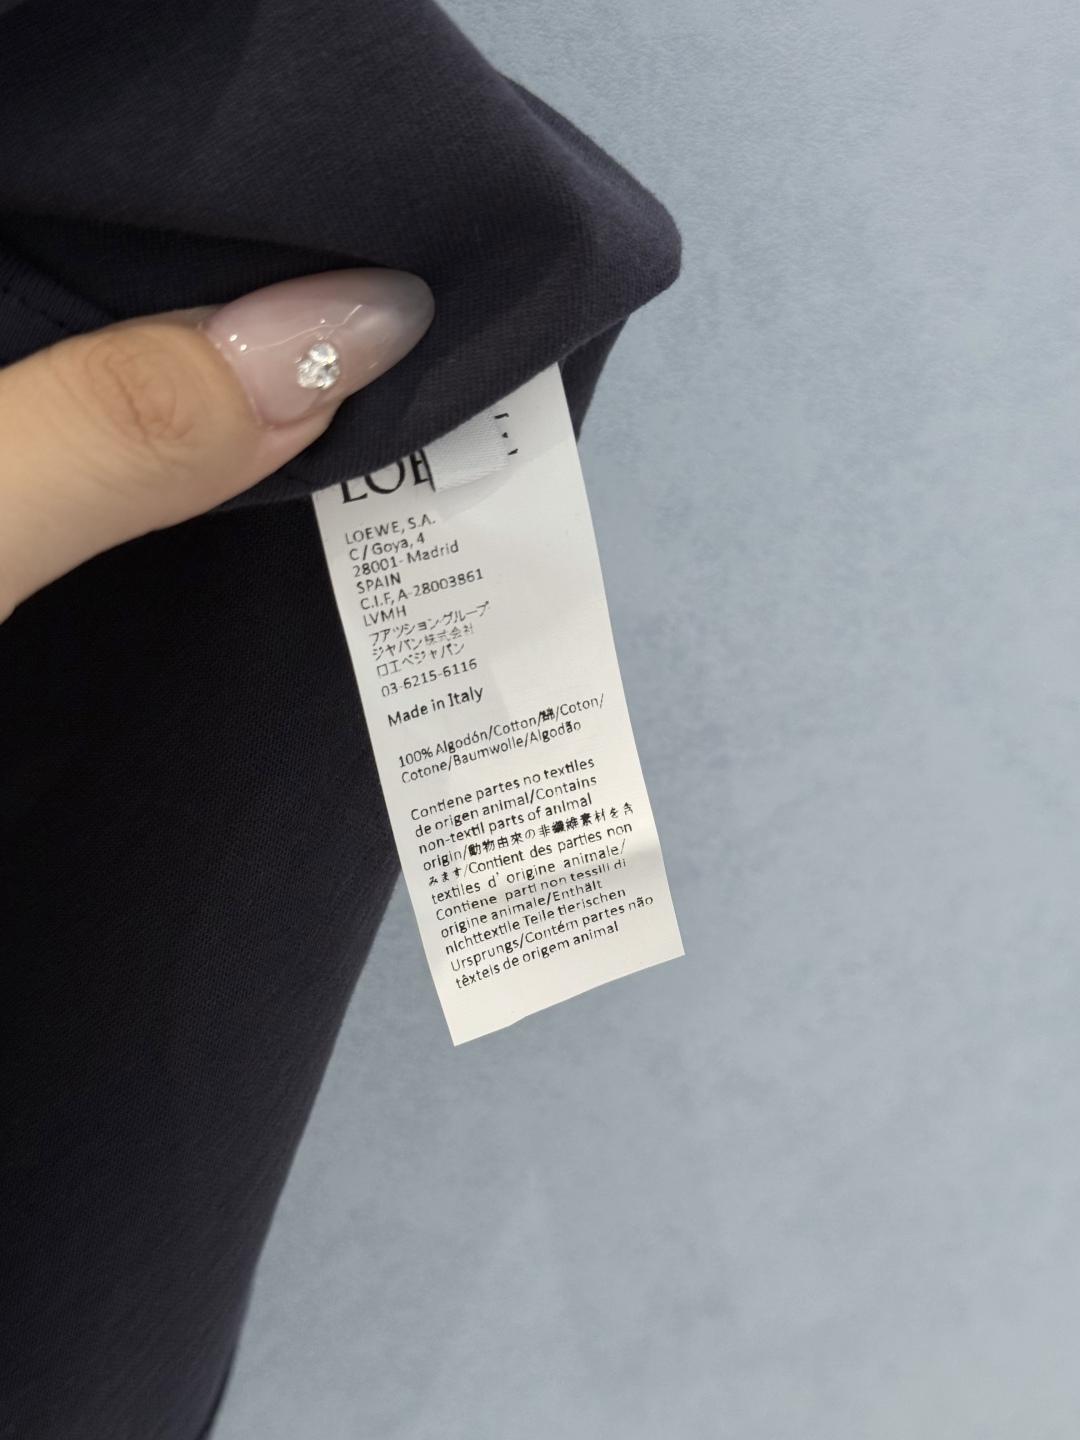 LOE E
LOEWE, S.A.
C/Goya, 4
28001- Madrid
SPAIN
C.I.F, A-28003861
LVMH
ファッション・グループ
ジャパン株式会社
ロエベジャパン
03-6215-6116
Made in Italy
100% Algodón/Cotton/綿/Coton/
Cotone/Baumwolle/Algodão
Contiene partes no textiles
de origen animal/Contains
non-textil parts of animal
origin/動物由来の非繊維素材を含
みます/Contient des parties non
textiles d' origine animale/
Contiene parti non tessili di
origine animale/Enthält
nichttextile Teile tierischen
Ursprungs/Contém partes não
têxteis de origem animal